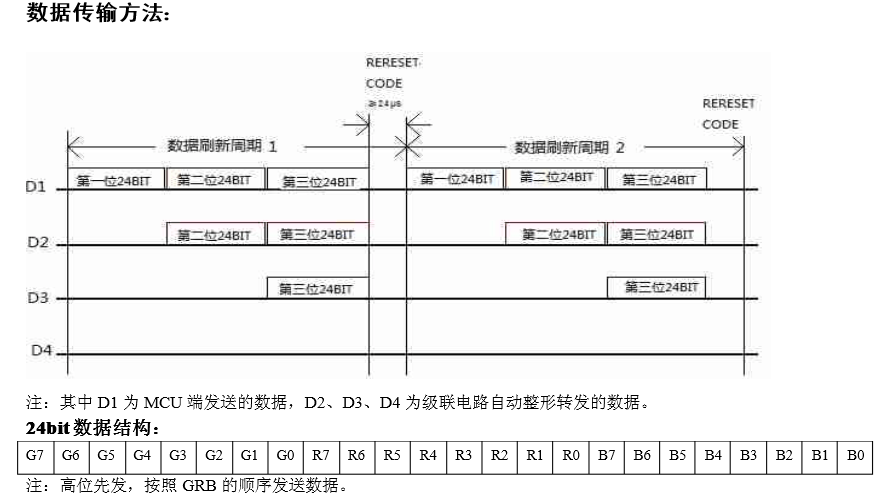 数据传输方法：
RERESET
CODE
≥24μs
RERESET
CODE
数据刷新周期 1
数据刷新周期 2
D1 第一位24BIT 第二位24BIT 第三位24BIT 第一位24BIT 第二位24BIT 第三位24BIT
D2 第二位24BIT 第三位24BIT 第二位24BIT 第三位24BIT
D3 第三位24BIT 第三位24BIT
D4
注：其中 D1 为 MCU 端发送的数据，D2、D3、D4 为级联电路自动整形转发的数据。
24bit 数据结构：
G7 G6 G5 G4 G3 G2 G1 G0 R7 R6 R5 R4 R3 R2 R1 R0 B7 B6 B5 B4 B3 B2 B1 B0
注：高位先发，按照 GRB 的顺序发送数据。